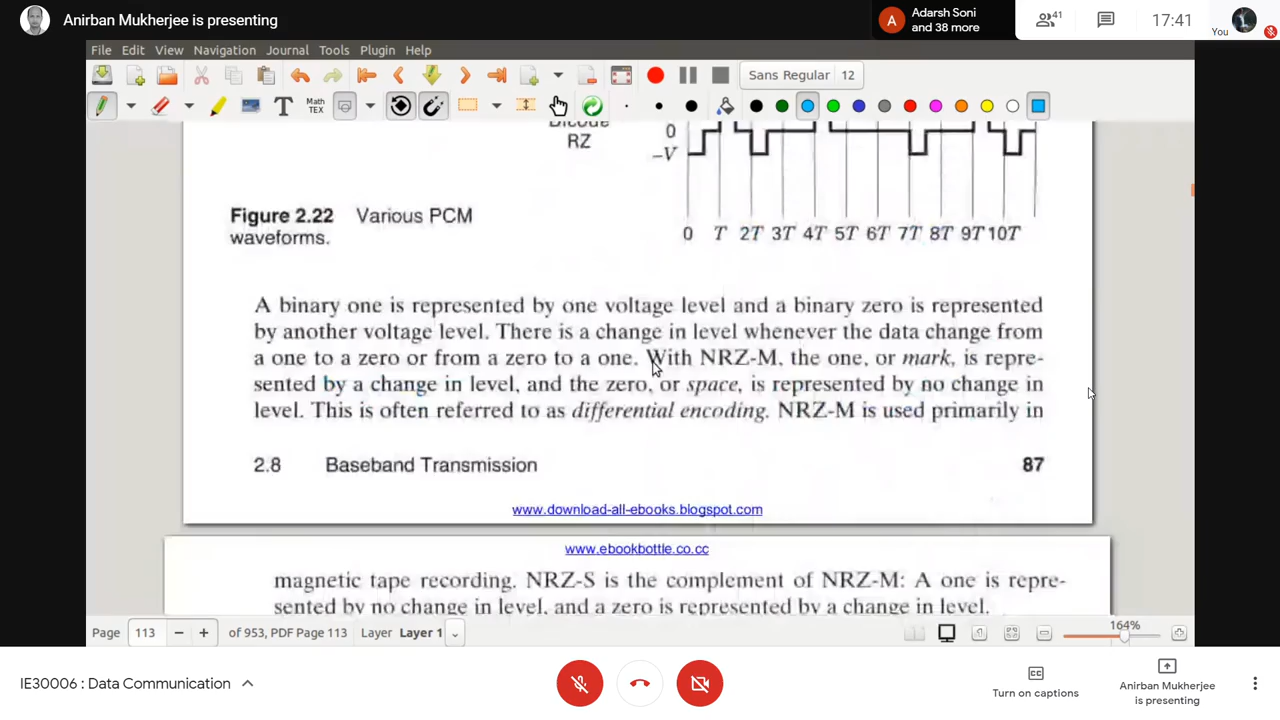 Anirban Mukherjee is presenting
A
Adarsh Soni
and 38 more
41
17:41
You
File Edit View Navigation Journal Tools Plugin Help
Sans Regular 12
T
Math
TEX
Dicode
RZ
0
−V
Figure 2.22 Various PCM
waveforms.
0 T 2T 3T 4T 5T 6T 7T 8T 9T 10T
A binary one is represented by one voltage level and a binary zero is represented
by another voltage level. There is a change in level whenever the data change from
a one to a zero or from a zero to a one. With NRZ-M, the one, or mark, is repre-
sented by a change in level, and the zero, or space, is represented by no change in
level. This is often referred to as differential encoding. NRZ-M is used primarily in
2.8 Baseband Transmission 87
www.download-all-ebooks.blogspot.com
www.ebookbottle.co.cc
magnetic tape recording. NRZ-S is the complement of NRZ-M: A one is repre-
sented by no change in level, and a zero is represented by a change in level.
Page 113 − + of 953, PDF Page 113 Layer Layer 1
164%
IE30006 : Data Communication
CC
Turn on captions
Anirban Mukherjee
is presenting